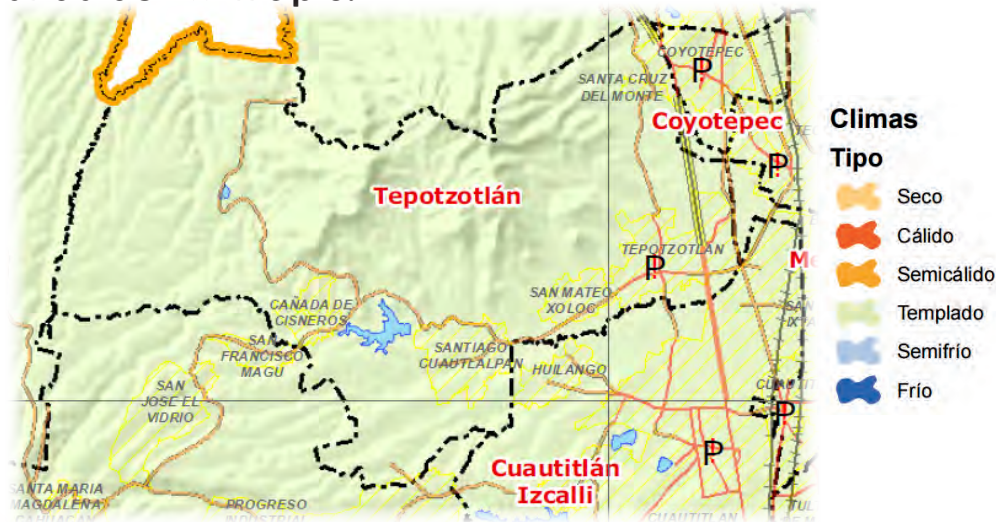 COYOTEPEC
SANTA CRUZ
DEL MONTE
P
Coyotepec
P
Tepotzotlán
TEPOTZOTLÁN
P
SAN MATEO
XOLOC
CAÑADA DE
CISNEROS
SAN
FRANCISCO
MAGU
SANTIAGO
CUAUTLALPAN
HUILANGO
SAN
JOSE EL
VIDRIO
P
P
Cuautitlán
Izcalli
SANTA MARIA
MAGDALENA
CAHUACAN
PROGRESO
INDUSTRIAL
CUAUTITLAN
Climas
Tipo
Seco
Cálido
Semicálido
Templado
Semifrío
Frío